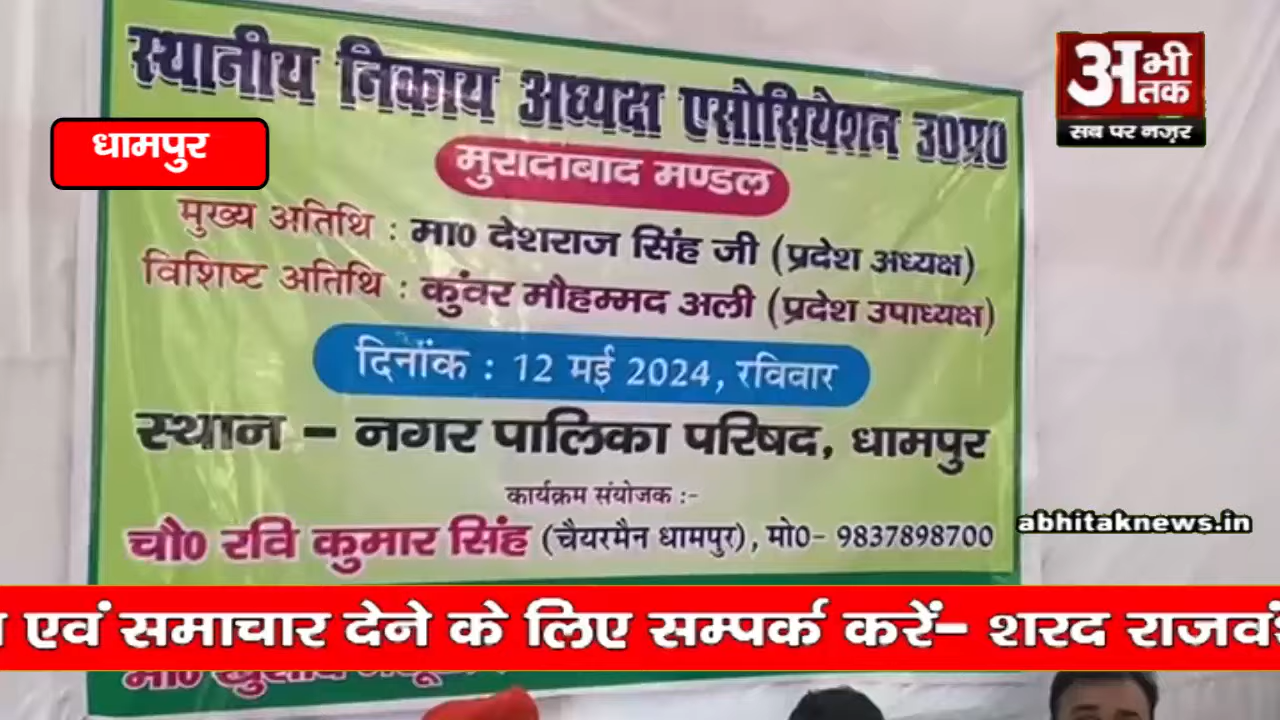 स्थानीय निकाय अध्यक्ष एसोसियेशन उ0प्र0
मुरादाबाद मण्डल
मुख्य अतिथि : मा0 देशराज सिंह जी (प्रदेश अध्यक्ष)
विशिष्ट अतिथि : कुंवर मौहम्मद अली (प्रदेश उपाध्यक्ष)
दिनांक : 12 मई 2024, रविवार
स्थान – नगर पालिका परिषद, धामपुर
कार्यक्रम संयोजक :-
चौ0 रवि कुमार सिंह (चैयरमैन धामपुर), मो0- 9837898700
धामपुर
अभी तक
सब पर नज़र
abhitaknews.in
एवं समाचार देने के लिए सम्पर्क करें– शरद